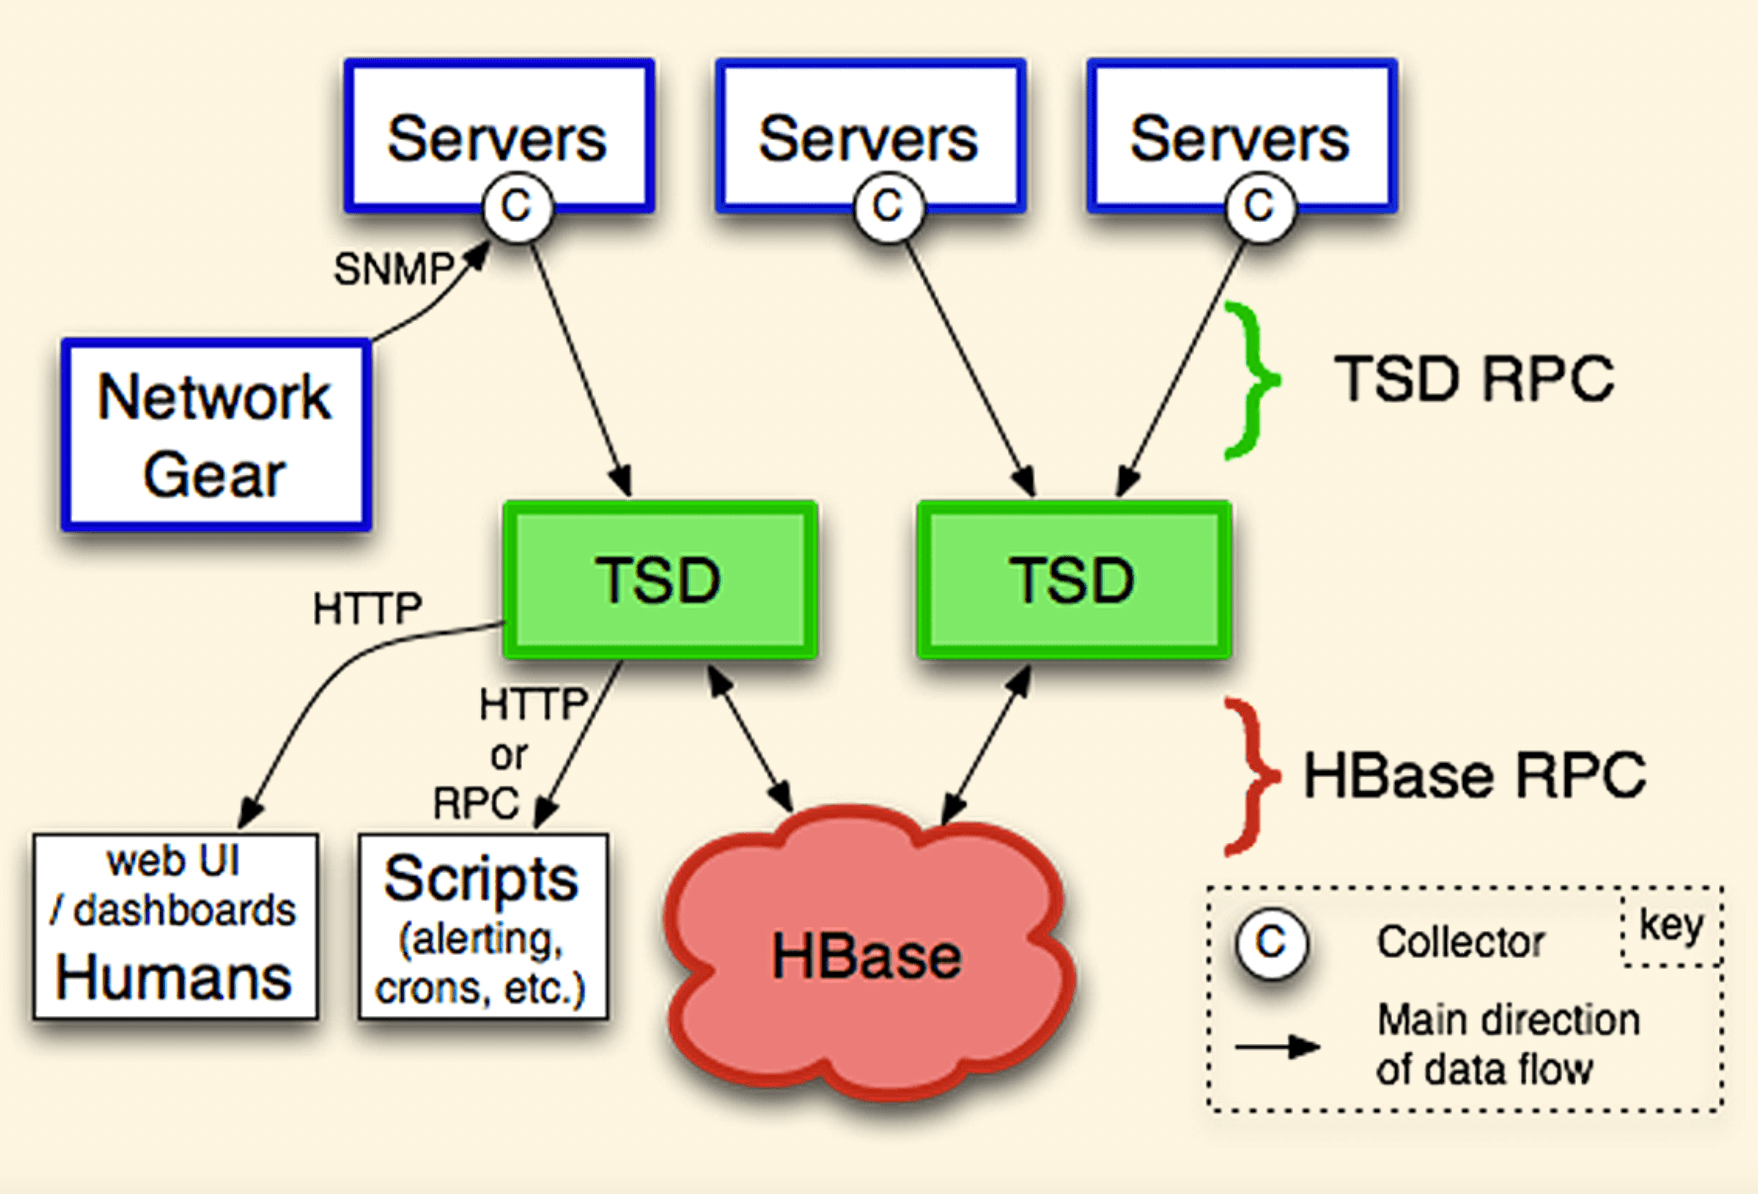 Servers
Servers
Servers
C
C
C
SNMP
Network
Gear
TSD RPC
TSD
TSD
HTTP
HTTP
or
RPC
HBase RPC
web UI
/ dashboards
Humans
Scripts
(alerting,
crons, etc.)
HBase
key
C
Collector
Main direction
of data flow